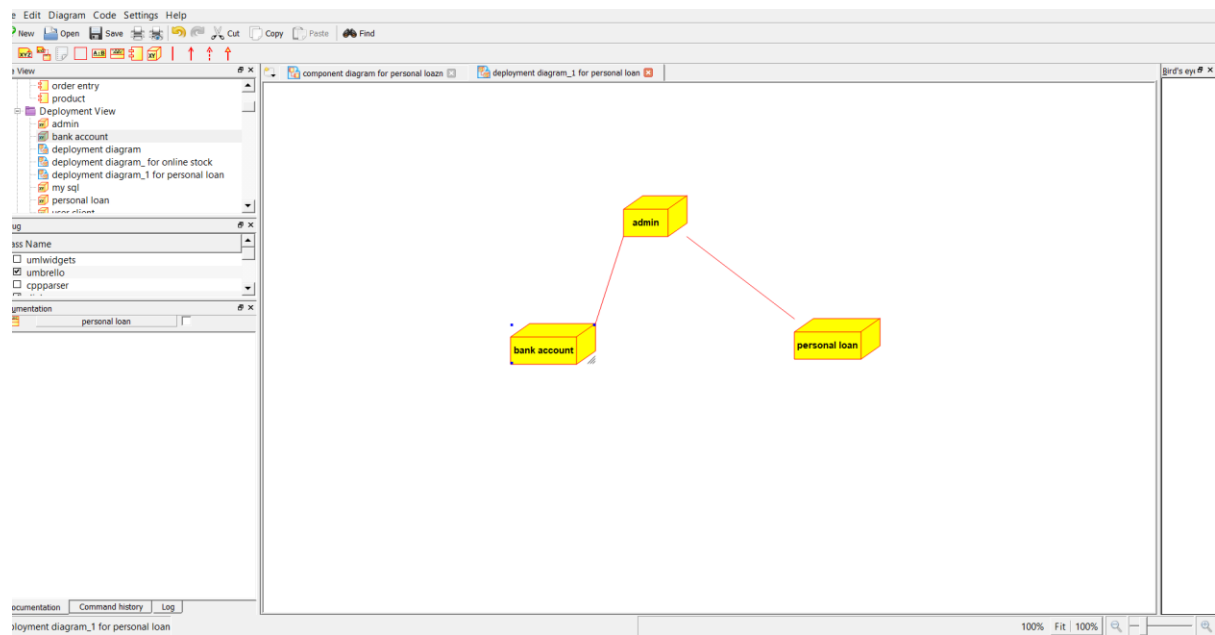 e Edit Diagram Code Settings Help
New Open Save Cut Copy Paste Find
e View
component diagram for personal loazn
deployment diagram_1 for personal loan
Bird's eye
order entry
product
Deployment View
admin
bank account
deployment diagram
deployment diagram_ for online stock
deployment diagram_1 for personal loan
my sql
personal loan
user client
ug
ass Name
umlwidgets
umbrello
cppparser
umentation
personal loan
admin
bank account
personal loan
ocumentation Command history Log
loyment diagram_1 for personal loan
100% Fit 100%